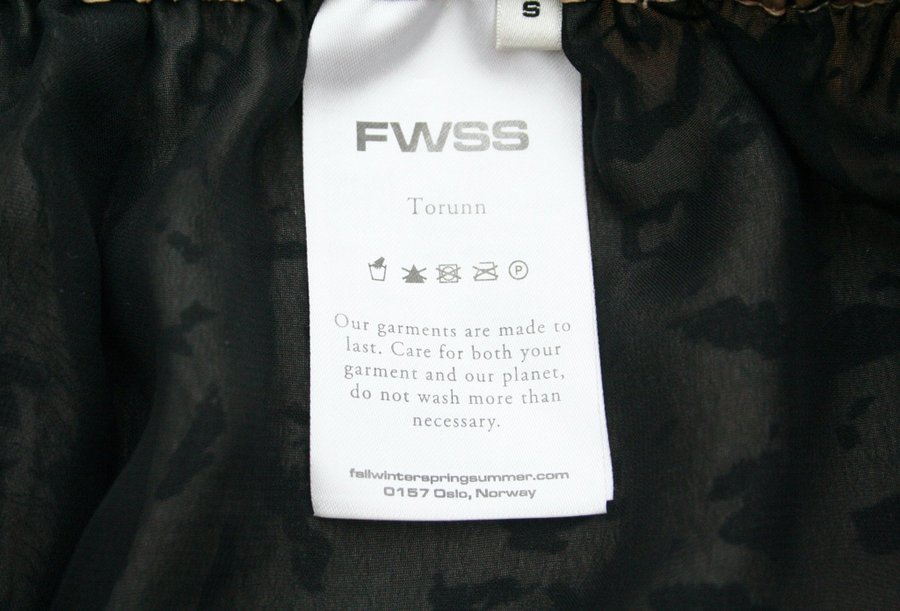 S
FWSS
Torunn
P
Our garments are made to
last. Care for both your
garment and our planet,
do not wash more than
necessary.
fallwinterspringsummer.com
0157 Oslo, Norway